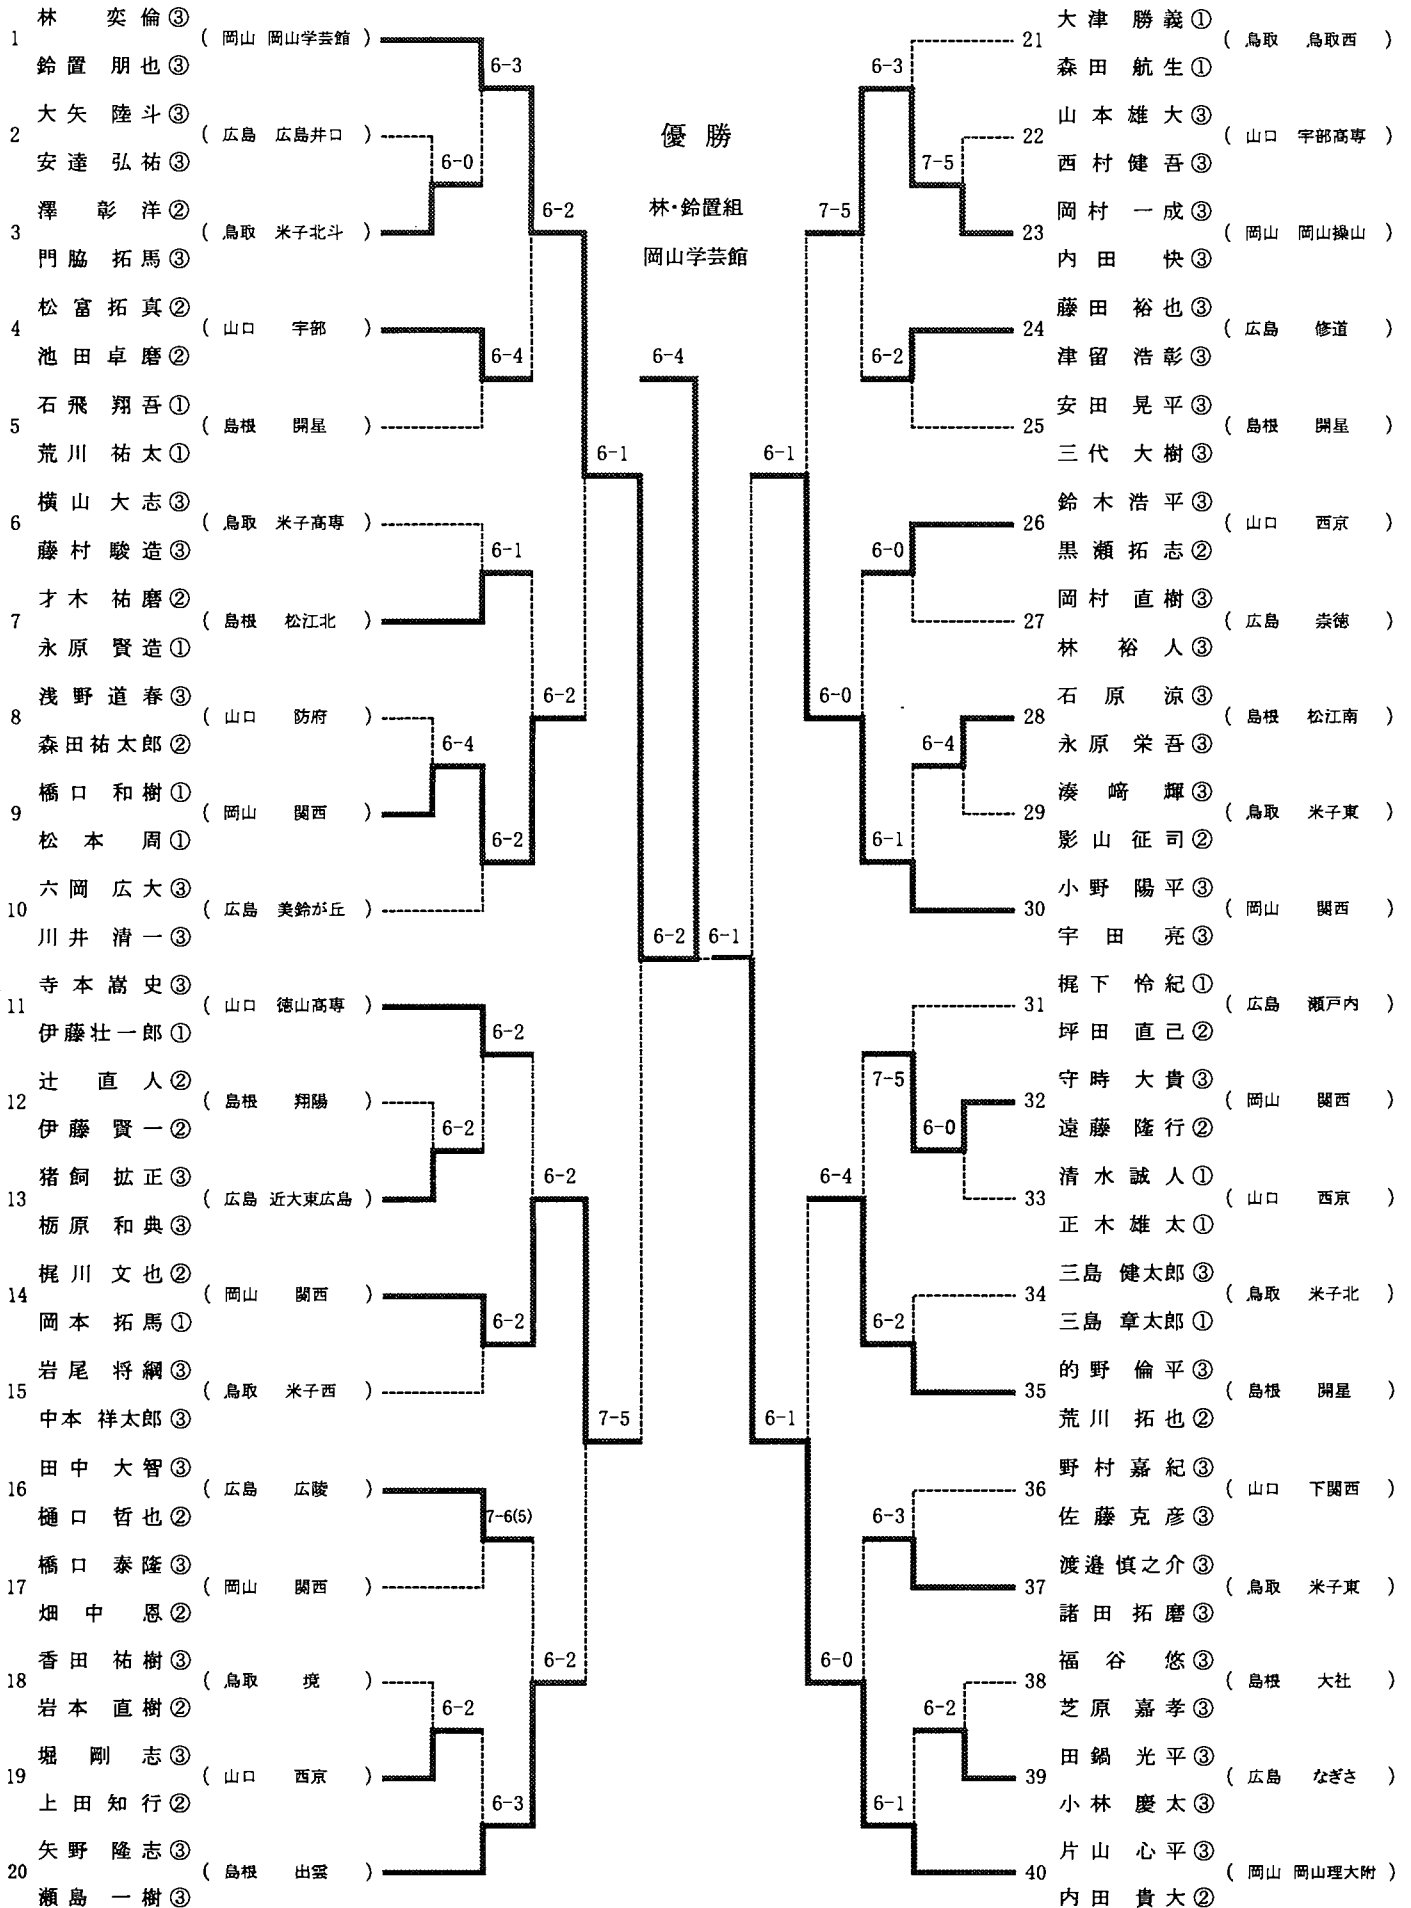 林 奕倫③
1 ( 岡山 岡山学芸館 )
鈴置 朋也③
6-3
大矢 陸斗③
2 ( 広島 広島井口 )
安達 弘祐③
6-0
澤 彰洋②
3 ( 鳥取 米子北斗 )
門脇 拓馬③
6-2
松富拓真②
4 ( 山口 宇部 )
池田卓磨②
6-4
石飛 翔吾①
5 ( 島根 開星 )
荒川 祐太①
6-1
横山大志③
6 ( 鳥取 米子高専 )
藤村駿造③
6-1
才木 祐磨②
7 ( 島根 松江北 )
永原賢造①
浅野道春③
8 ( 山口 防府 )
森田祐太郎②
6-2
6-4
橋口和樹①
9 ( 岡山 関西 )
松本 周①
6-2
六岡広大③
10 ( 広島 美鈴が丘 )
川井清一③
寺本嵩史③
11 ( 山口 徳山高専 )
伊藤壮一郎①
6-2
辻 直人②
12 ( 島根 翔陽 )
伊藤賢一②
6-2
猪飼拡正③
13 ( 広島 近大東広島 )
栃原和典③
6-2
梶川文也②
14 ( 岡山 関西 )
岡本拓馬①
6-2
岩尾将綱③
15 ( 鳥取 米子西 )
中本 祥太郎③
7-5
田中大智③
16 ( 広島 広陵 )
樋口哲也②
7-6(5)
橋口泰隆③
17 ( 岡山 関西 )
畑中 恩②
香田祐樹③
18 ( 鳥取 境 )
岩本直樹②
6-2
6-2
堀 剛志③
19 ( 山口 西京 )
上田知行②
6-3
矢野隆志③
20 ( 島根 出雲 )
瀬島一樹③
優勝
林・鈴置組
岡山学芸館
6-4
6-2 6-1
大津勝義①
21 ( 鳥取 鳥取西 )
森田航生①
6-3
山本雄大③
22 ( 山口 宇部高専 )
西村健吾③
7-5
岡村一成③
23 ( 岡山 岡山操山 )
内田 快③
7-5
藤田裕也③
24 ( 広島 修道 )
津留浩彰③
6-2
安田晃平③
25 ( 島根 開星 )
三代大樹③
6-1
鈴木浩平③
26 ( 山口 西京 )
黒瀬拓志②
6-0
岡村直樹③
27 ( 広島 崇徳 )
林 裕人③
石原 涼③
28 ( 島根 松江南 )
永原栄吾③
6-0
6-4
湊﨑 輝③
29 ( 鳥取 米子東 )
影山征司②
6-1
小野陽平③
30 ( 岡山 関西 )
宇田 亮③
梶下怜紀①
31 ( 広島 瀬戸内 )
坪田直己②
7-5
守時大貴③
32 ( 岡山 関西 )
遠藤隆行②
6-0
清水誠人①
33 ( 山口 西京 )
正木雄太①
6-4
三島 健太郎③
34 ( 鳥取 米子北 )
三島 章太郎①
6-2
的野倫平③
35 ( 島根 開星 )
荒川拓也②
6-1
野村嘉紀③
36 ( 山口 下関西 )
佐藤克彦③
6-3
渡邉 慎之介③
37 ( 鳥取 米子東 )
諸田拓磨③
福谷 悠③
38 ( 島根 大社 )
芝原嘉孝③
6-0
6-2
田鍋光平③
39 ( 広島 なぎさ )
小林慶太③
6-1
片山心平③
40 ( 岡山 岡山理大附 )
内田貴大②